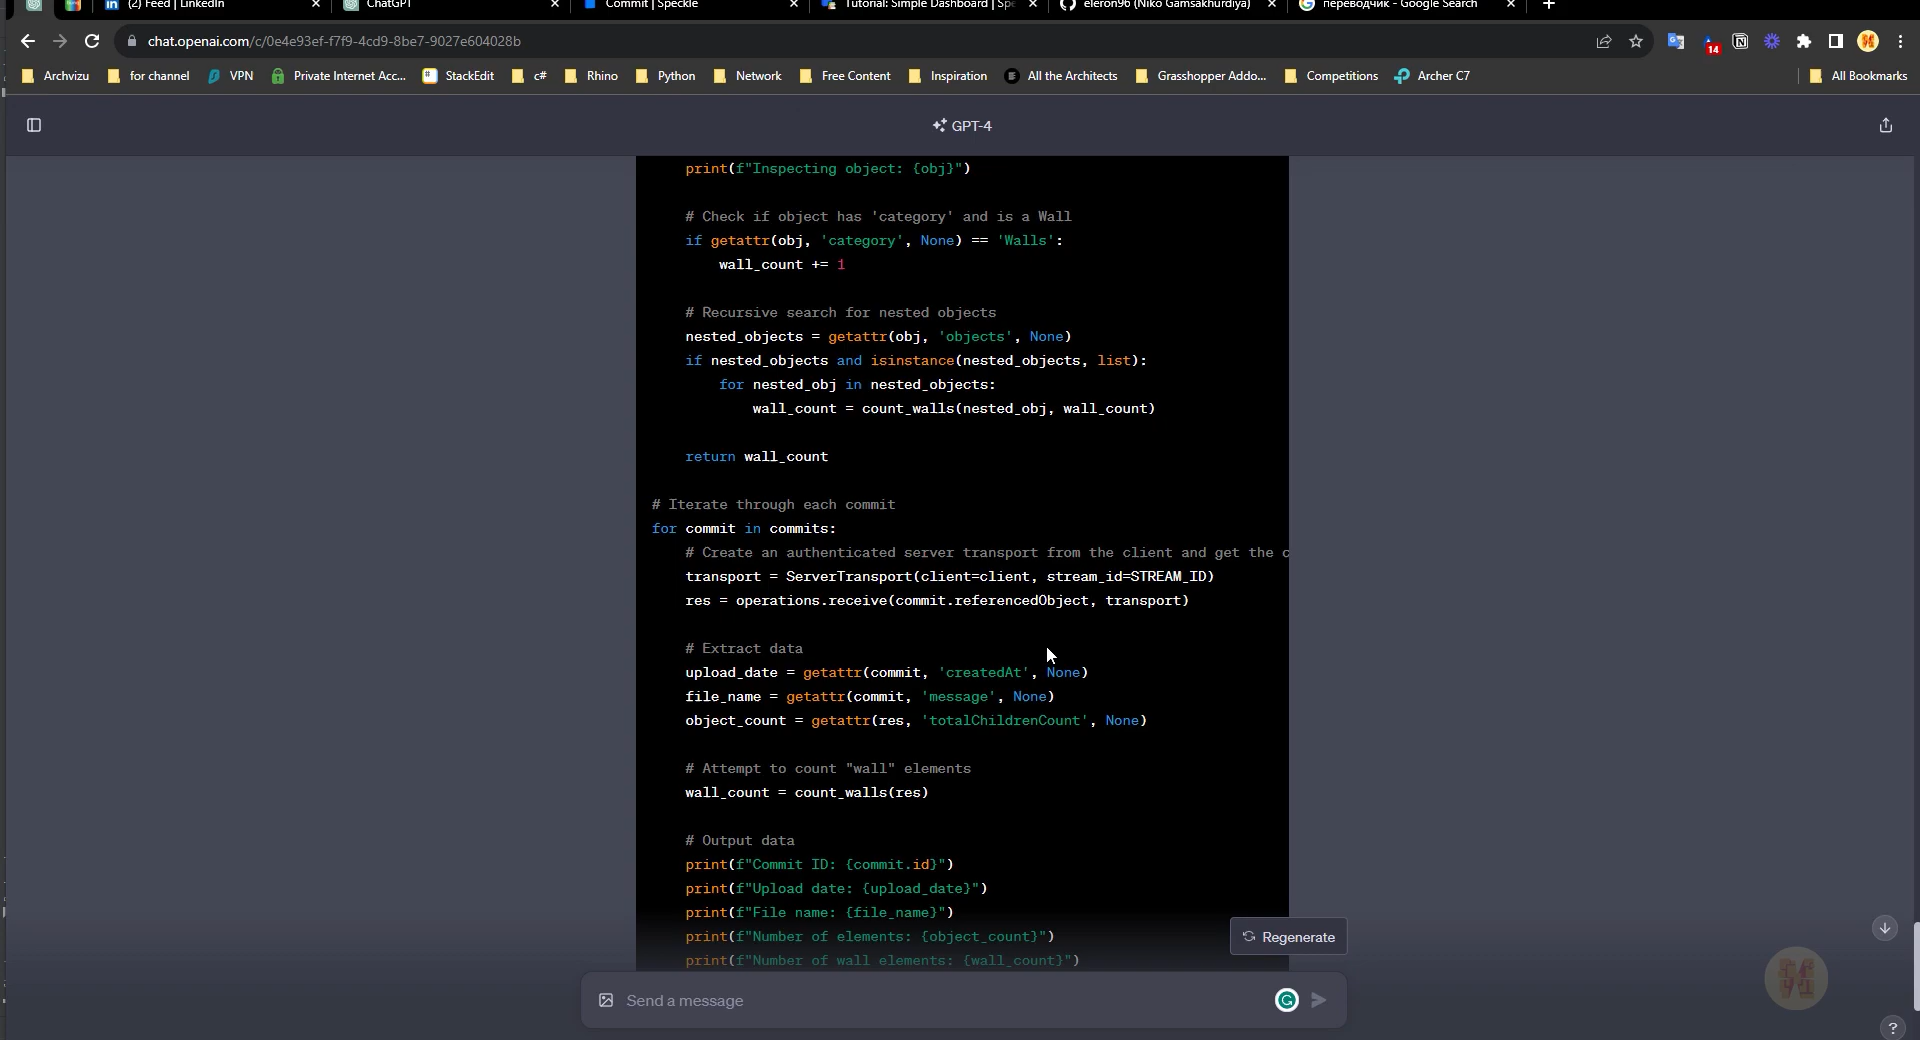 (2) Feed | LinkedIn
ChatGPT
Commit | Speckle
Tutorial: Simple Dashboard | Spe
eleron96 (Niko Gamsakhurdiya)
переводчик - Google Search
chat.openai.com/c/0e4e93ef-f7f9-4cd9-8be7-9027e604028b
14
Archvizu
for channel
VPN
Private Internet Acc...
StackEdit
c#
Rhino
Python
Network
Free Content
Inspiration
All the Architects
Grasshopper Addo...
Competitions
Archer C7
All Bookmarks
GPT-4
print(f"Inspecting object: {obj}")
# Check if object has 'category' and is a Wall
if getattr(obj, 'category', None) == 'Walls':
wall_count += 1
# Recursive search for nested objects
nested_objects = getattr(obj, 'objects', None)
if nested_objects and isinstance(nested_objects, list):
for nested_obj in nested_objects:
wall_count = count_walls(nested_obj, wall_count)
return wall_count
# Iterate through each commit
for commit in commits:
# Create an authenticated server transport from the client and get the c
transport = ServerTransport(client=client, stream_id=STREAM_ID)
res = operations.receive(commit.referencedObject, transport)
# Extract data
upload_date = getattr(commit, 'createdAt', None)
file_name = getattr(commit, 'message', None)
object_count = getattr(res, 'totalChildrenCount', None)
# Attempt to count "wall" elements
wall_count = count_walls(res)
# Output data
print(f"Commit ID: {commit.id}")
print(f"Upload date: {upload_date}")
print(f"File name: {file_name}")
print(f"Number of elements: {object_count}")
print(f"Number of wall elements: {wall_count}")
Regenerate
Send a message
?